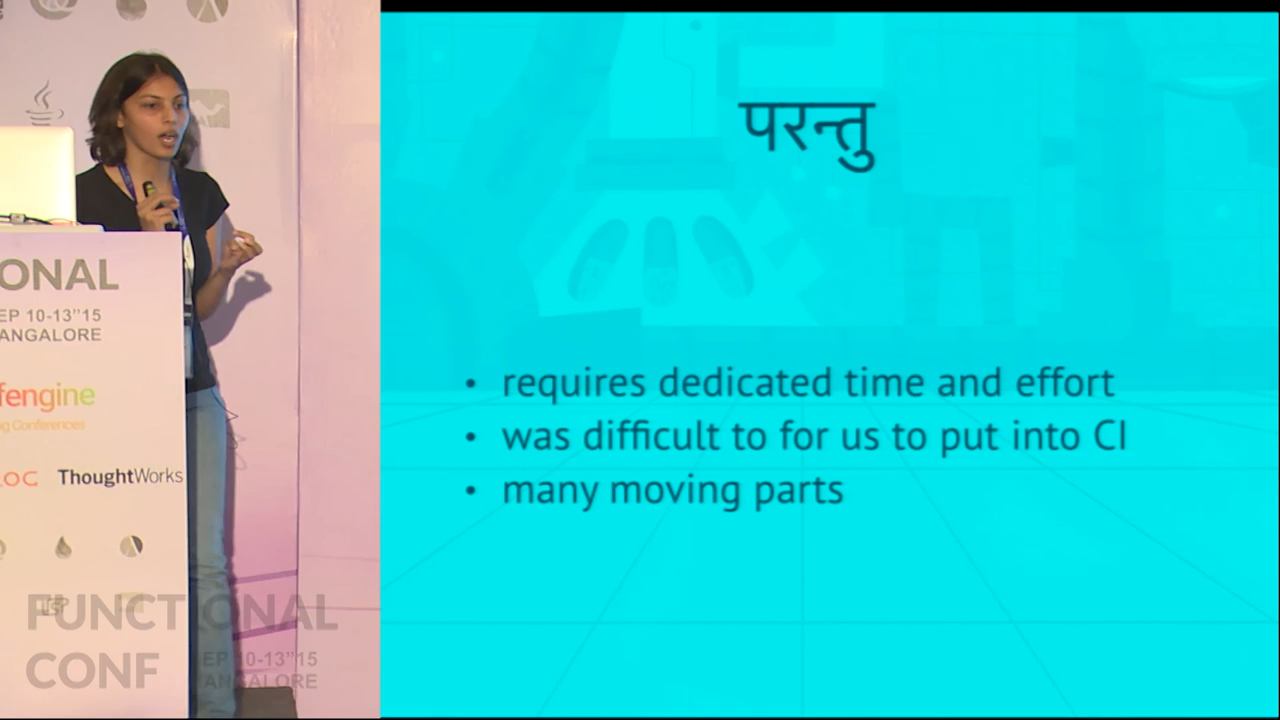 ONAL
EP 10-13"15
ANGALORE
fengine
g Conferences
OC ThoughtWorks
FUNCTIONAL
CONF
EP 10-13"15
ANGALORE
परन्तु
• requires dedicated time and effort
• was difficult to for us to put into CI
• many moving parts